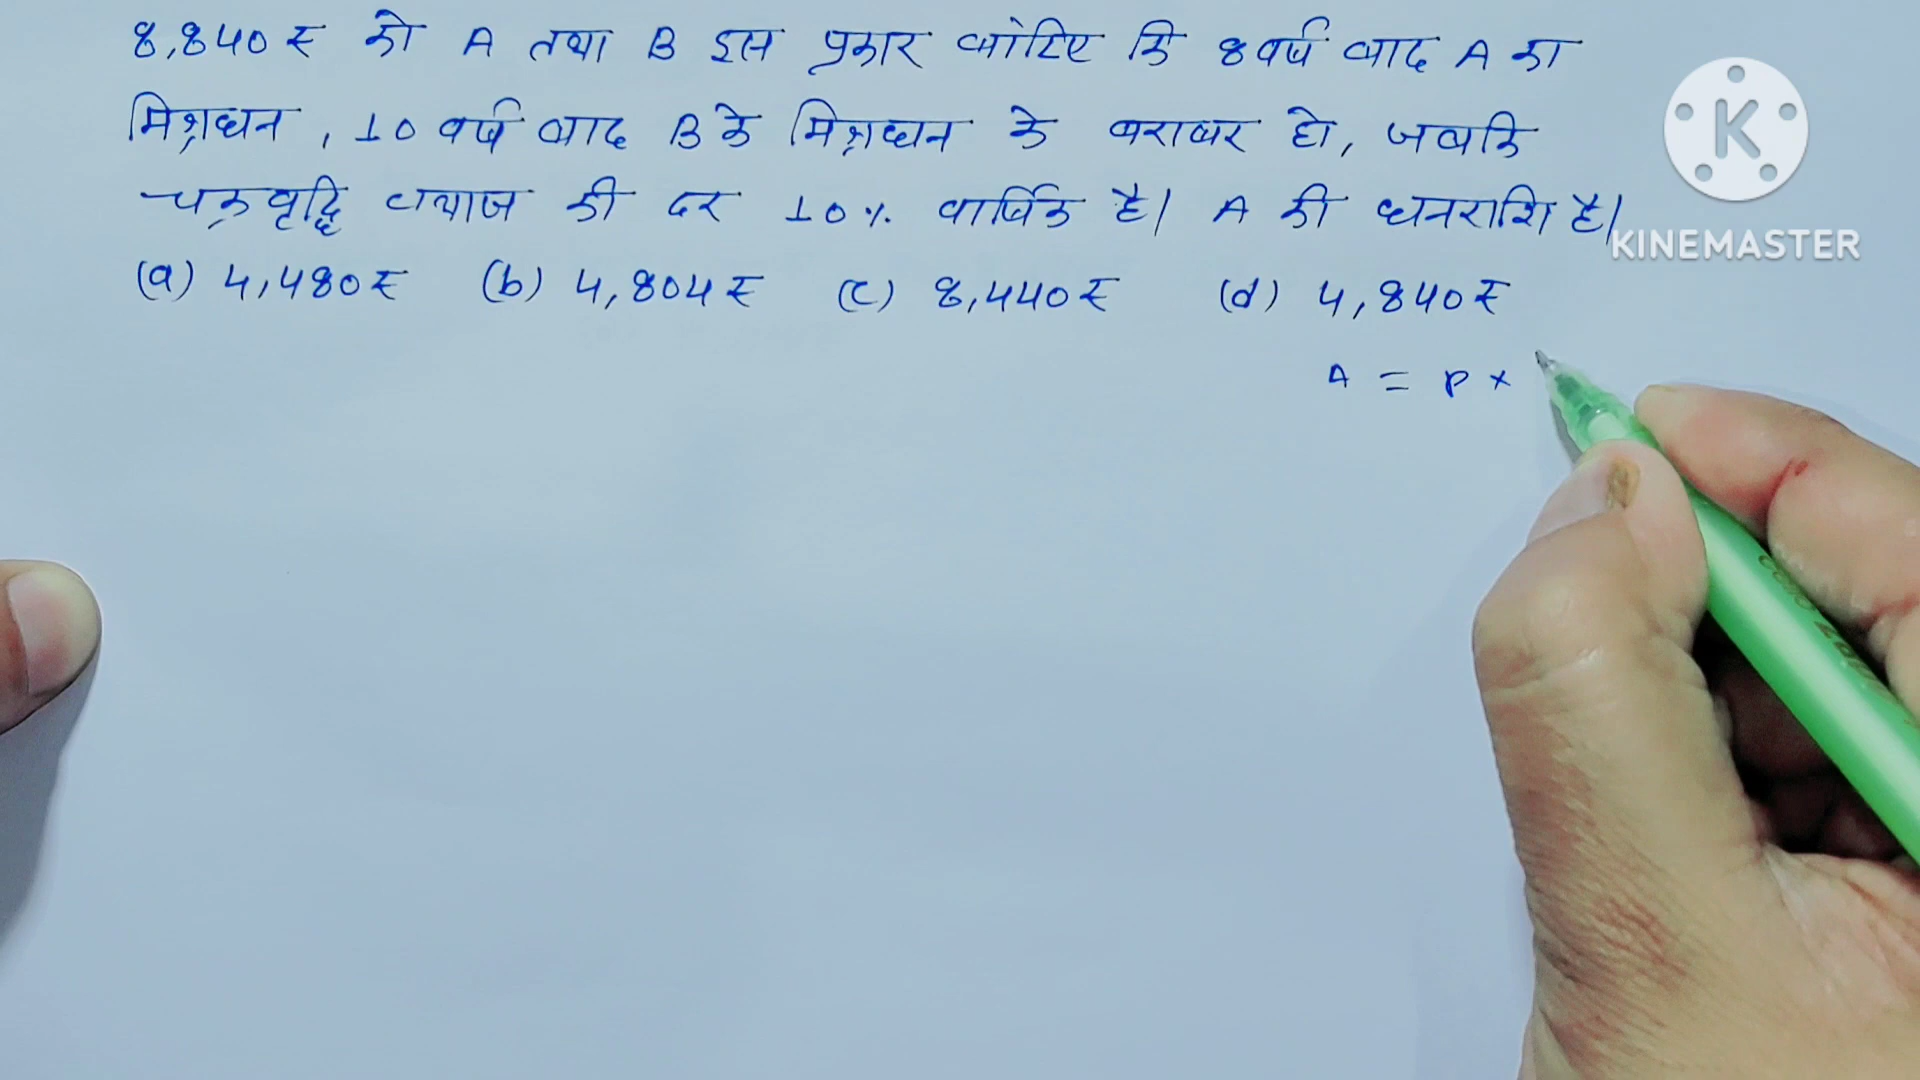 8,840₹ को A तथा B इस प्रकार बांटिए कि 8 वर्ष बाद A का
मिश्रधन, 10 वर्ष बाद B के मिश्रधन के बराबर हो, जबकि
चक्रवृद्धि ब्याज की दर 10% वार्षिक है। A की धनराशि है।
(a) 4,480₹ (b) 4,804₹ (c) 8,440₹ (d) 4,840₹
A = P ×
K
KINEMASTER